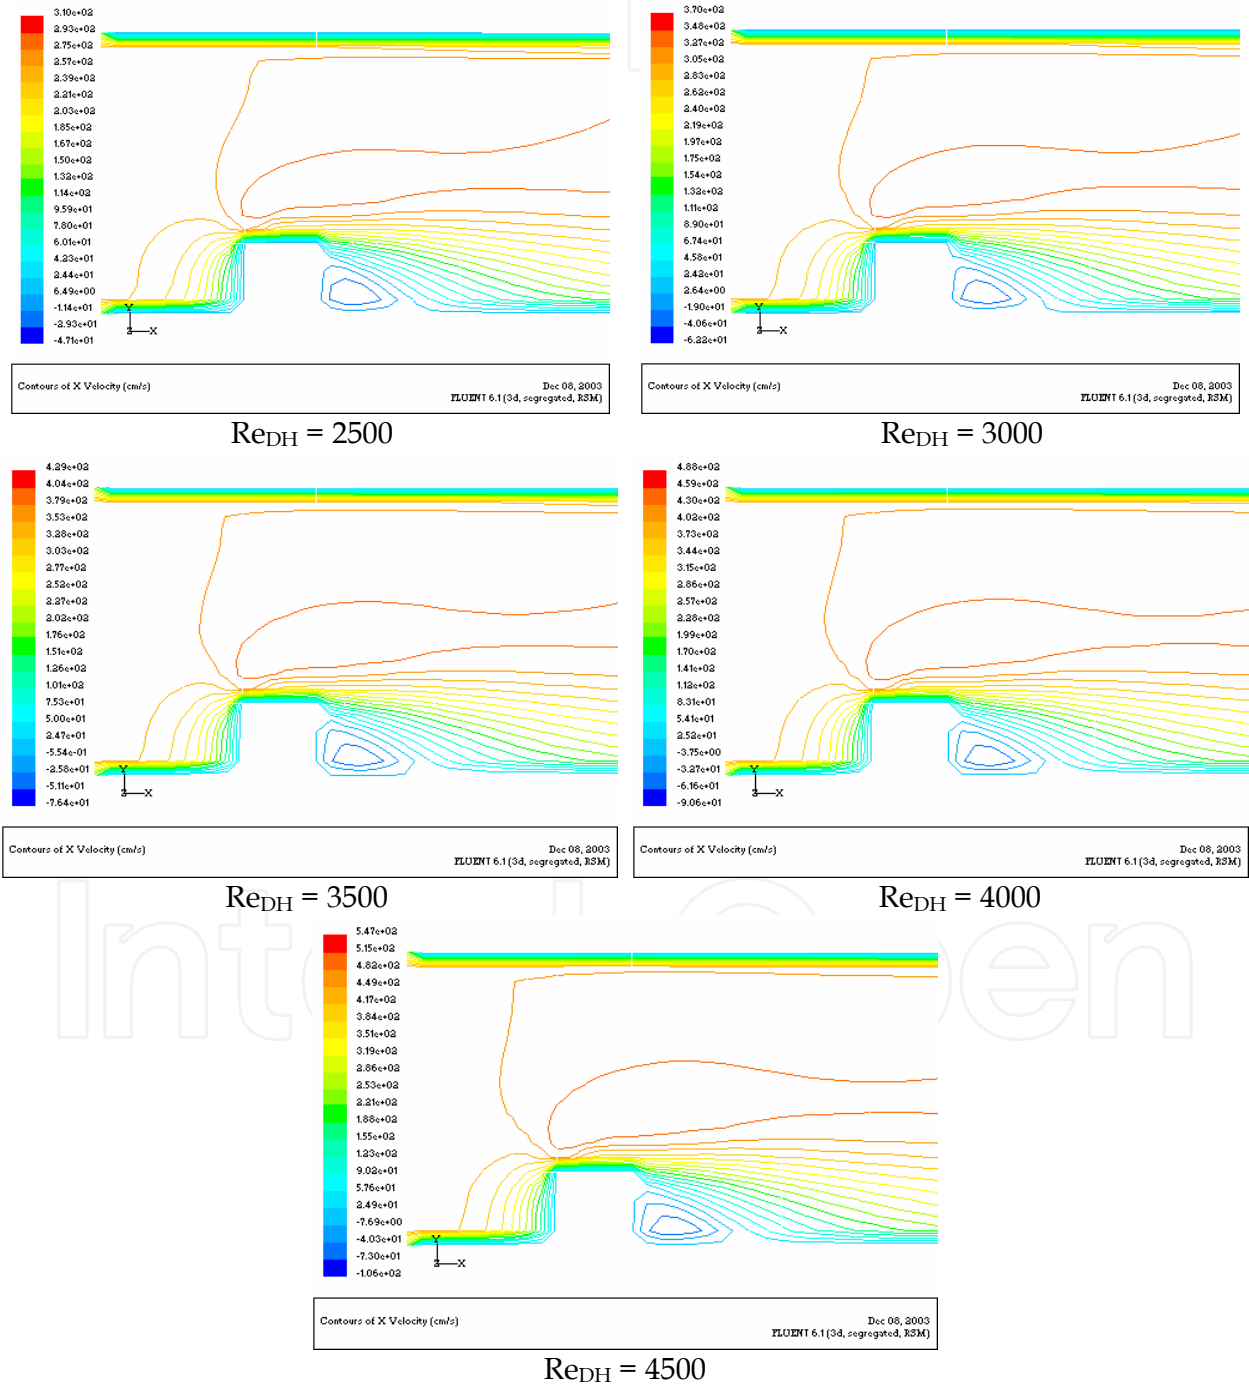 3.10e+02
2.93e+02
2.75e+02
2.57e+02
2.39e+02
2.21e+02
2.03e+02
1.85e+02
1.67e+02
1.50e+02
1.32e+02
1.14e+02
9.59e+01
7.80e+01
6.01e+01
4.23e+01
2.44e+01
6.49e+00
-1.14e+01
-2.93e+01
-4.71e+01
Y
Z X
Contours of X Velocity (cm/s)
Dec 08, 2003
FLUENT 6.1 (3d, segregated, RSM)
ReDH = 2500
3.70e+02
3.48e+02
3.27e+02
3.05e+02
2.83e+02
2.62e+02
2.40e+02
2.19e+02
1.97e+02
1.75e+02
1.54e+02
1.32e+02
1.11e+02
8.90e+01
6.74e+01
4.58e+01
2.42e+01
2.64e+00
-1.90e+01
-4.06e+01
-6.22e+01
Y
Z X
Contours of X Velocity (cm/s)
Dec 08, 2003
FLUENT 6.1 (3d, segregated, RSM)
ReDH = 3000
4.29e+02
4.04e+02
3.79e+02
3.53e+02
3.28e+02
3.03e+02
2.77e+02
2.52e+02
2.27e+02
2.02e+02
1.76e+02
1.51e+02
1.26e+02
1.01e+02
7.53e+01
5.00e+01
2.47e+01
-5.54e-01
-2.58e+01
-5.11e+01
-7.64e+01
Y
Z X
Contours of X Velocity (cm/s)
Dec 08, 2003
FLUENT 6.1 (3d, segregated, RSM)
ReDH = 3500
4.88e+02
4.59e+02
4.30e+02
4.02e+02
3.73e+02
3.44e+02
3.15e+02
2.86e+02
2.57e+02
2.28e+02
1.99e+02
1.70e+02
1.41e+02
1.12e+02
8.31e+01
5.41e+01
2.52e+01
-3.75e+00
-3.27e+01
-6.16e+01
-9.06e+01
Y
Z X
Contours of X Velocity (cm/s)
Dec 08, 2003
FLUENT 6.1 (3d, segregated, RSM)
ReDH = 4000
5.47e+02
5.15e+02
4.82e+02
4.49e+02
4.17e+02
3.84e+02
3.51e+02
3.19e+02
2.86e+02
2.53e+02
2.21e+02
1.88e+02
1.55e+02
1.23e+02
9.02e+01
5.76e+01
2.49e+01
-7.69e+00
-4.03e+01
-7.30e+01
-1.06e+02
Y
Z X
Contours of X Velocity (cm/s)
Dec 08, 2003
FLUENT 6.1 (3d, segregated, RSM)
ReDH = 4500